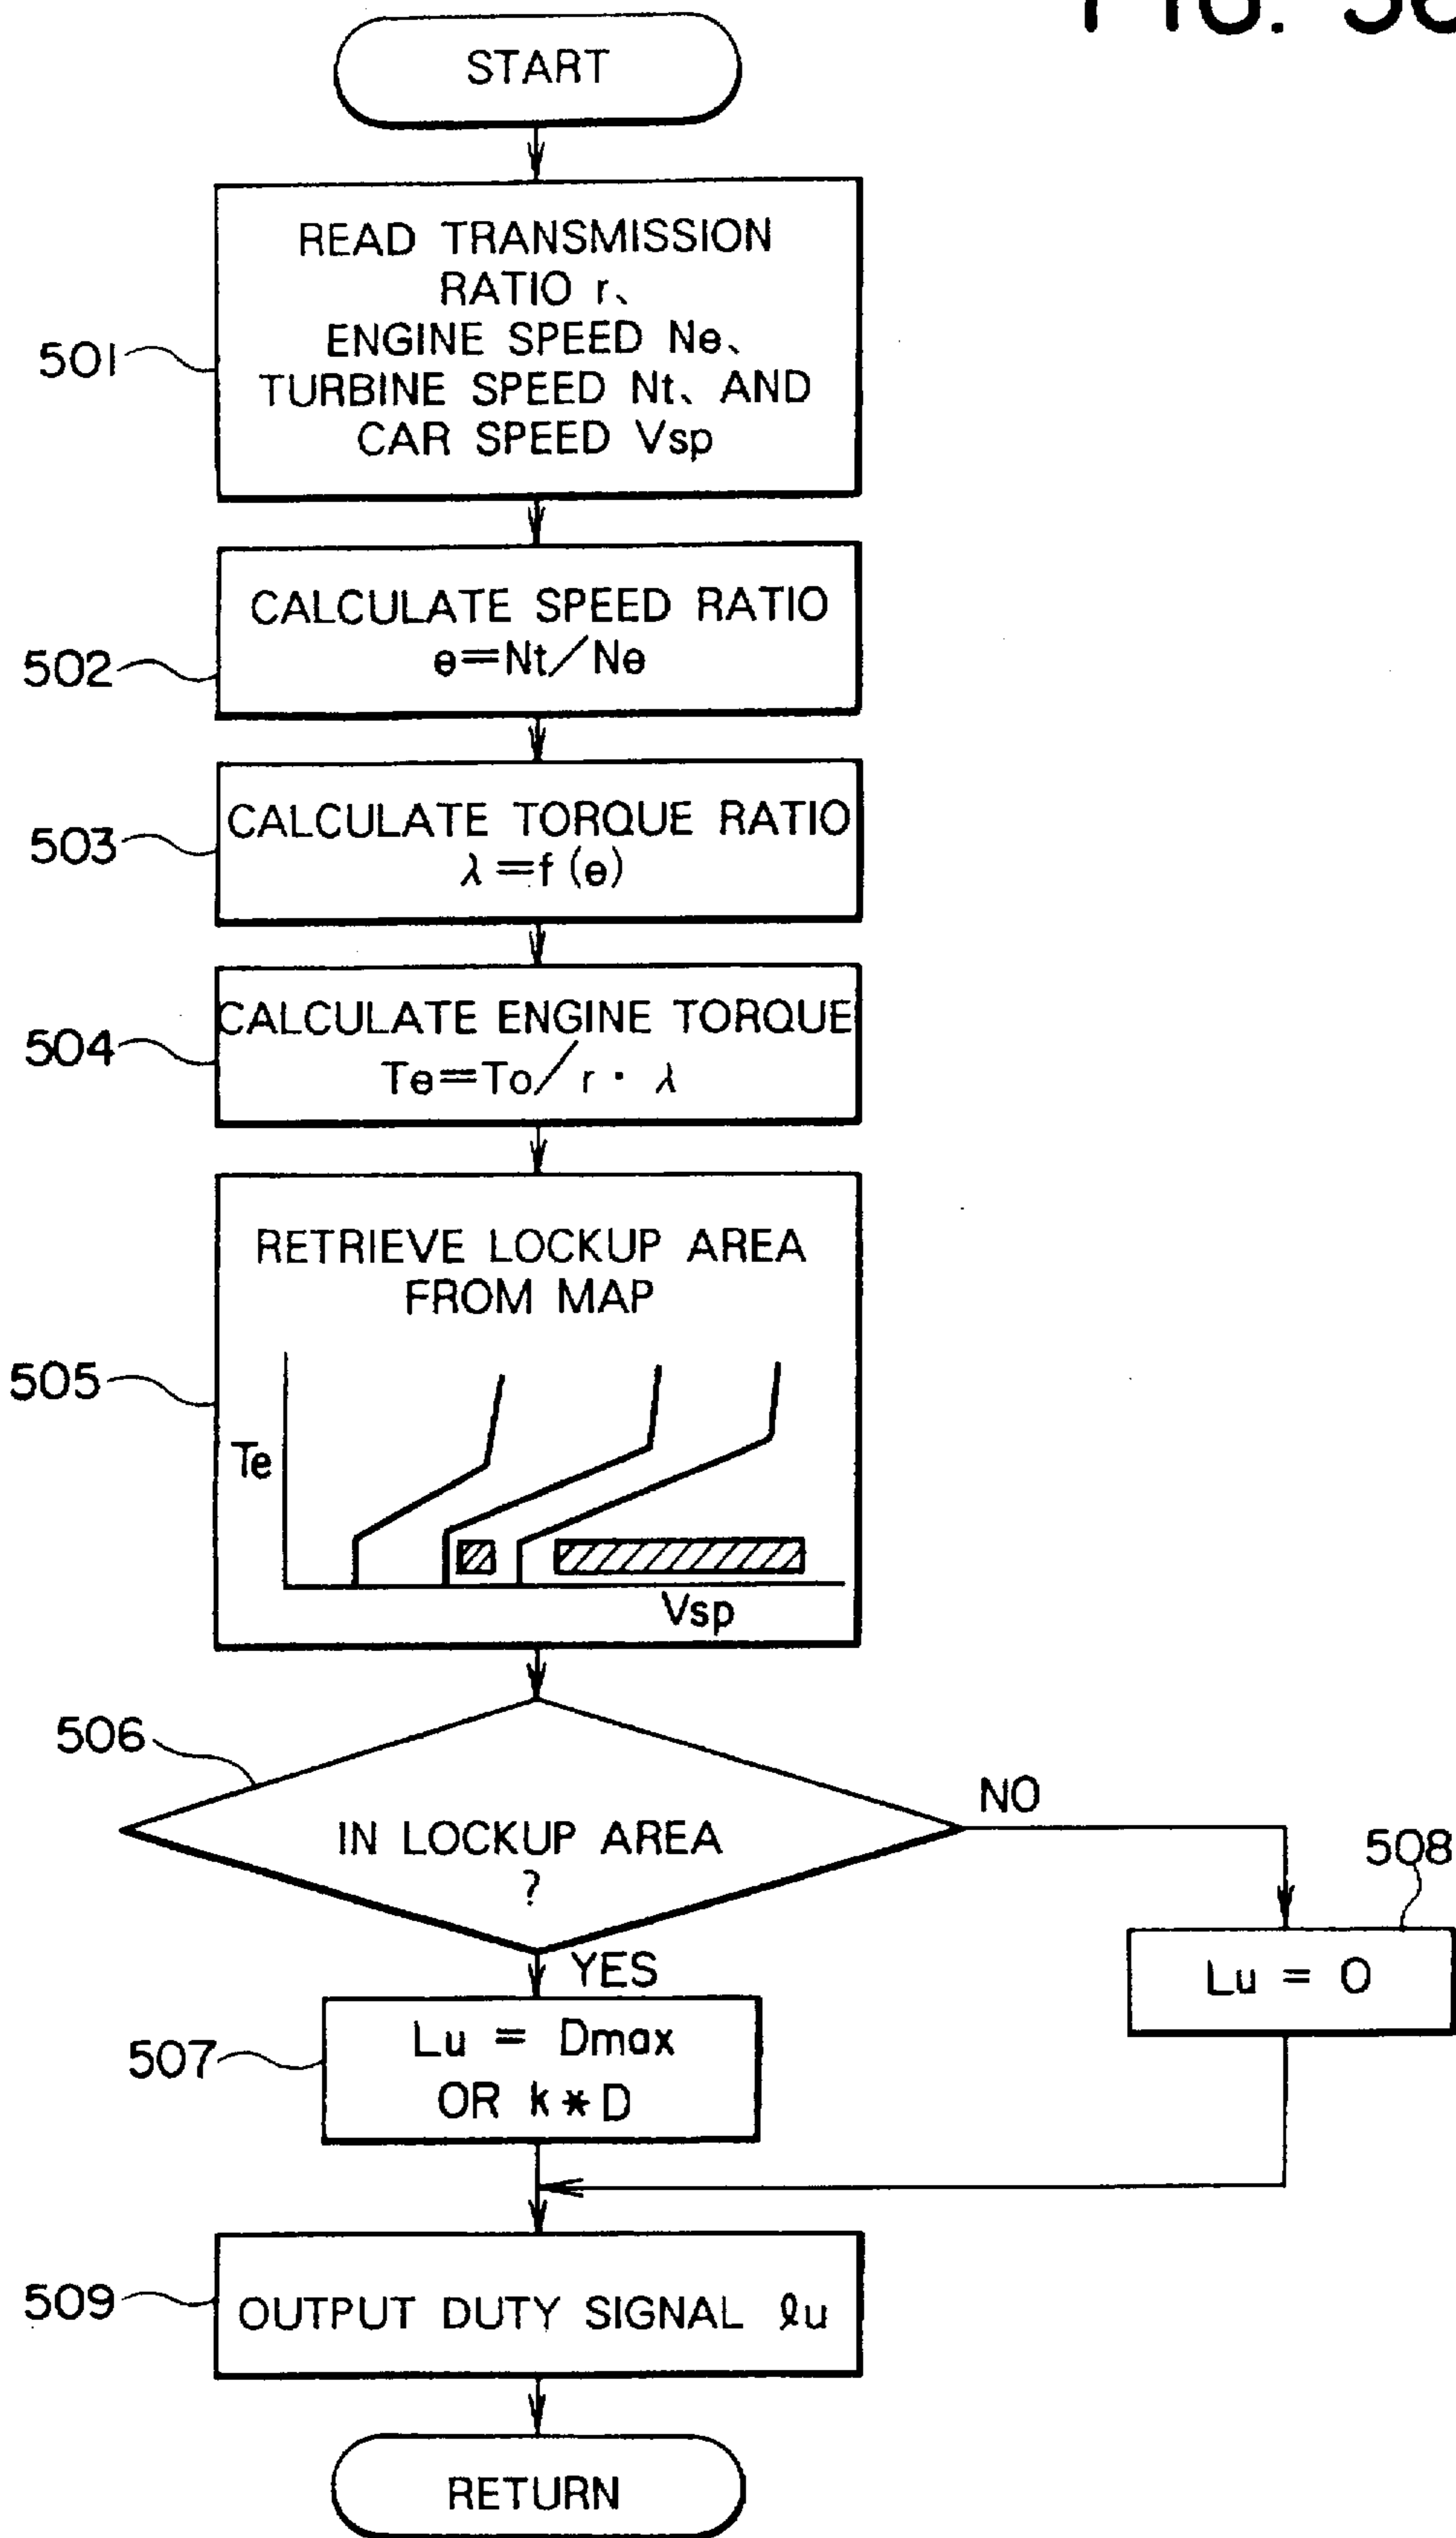 FIG.
START
READ TRANSMISSION
RATIO r、
ENGINE SPEED Ne、
TURBINE SPEED Nt、AND
CAR SPEED Vsp
501
CALCULATE SPEED RATIO
e=Nt/Ne
502
CALCULATE TORQUE RATIO
λ=f(e)
503
CALCULATE ENGINE TORQUE
Te=To/r・λ
504
RETRIEVE LOCKUP AREA
FROM MAP
505
Te
Vsp
506
IN LOCKUP AREA
?
NO
508
Lu = 0
YES
507
Lu = Dmax
OR k*D
509
OUTPUT DUTY SIGNAL ℓu
RETURN